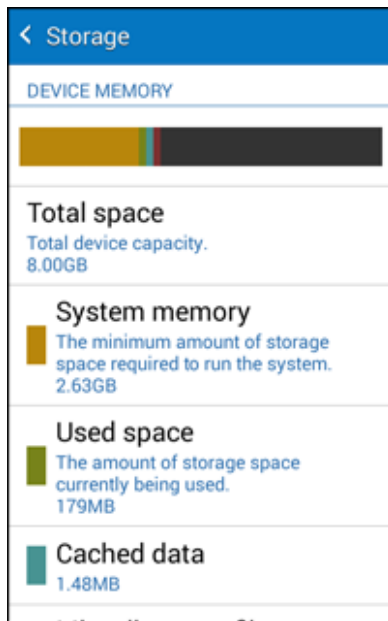 Storage
DEVICE MEMORY
Total space
Total device capacity.
8.00GB
System memory
The minimum amount of storage
space required to run the system.
2.63GB
Used space
The amount of storage space
currently being used.
179MB
Cached data
1.48MB